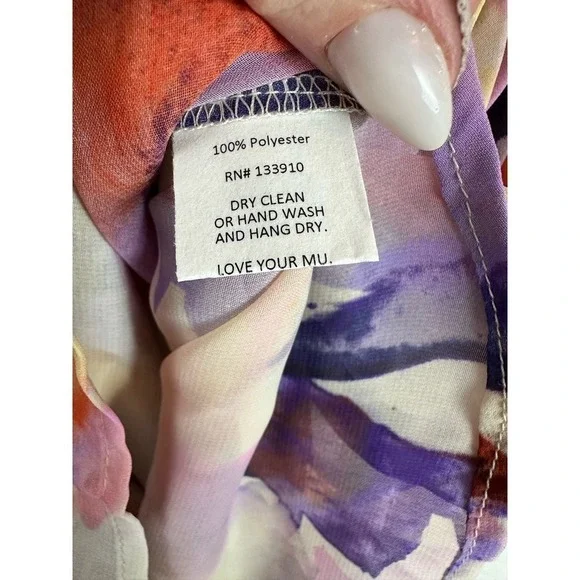 100% Polyester
RN# 133910
DRY CLEAN
OR HAND WASH
AND HANG DRY.
LOVE YOUR MU.